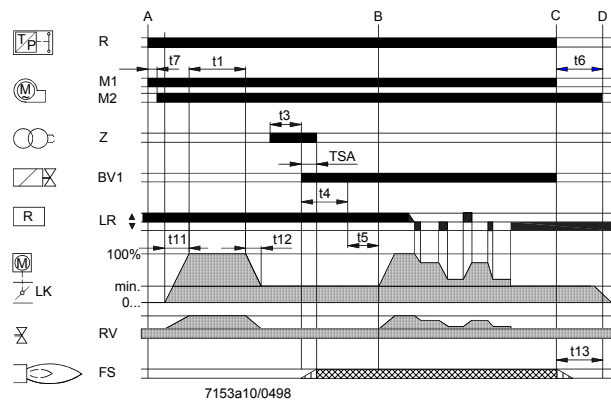 A B C D
T P R
t7 t1 t6
M M1
M2
t3
Z
TSA
BV1
t4
R LR
t5
t11 t12
100%
M
LK min.
0...
RV
t13
FS
7153a10/0498